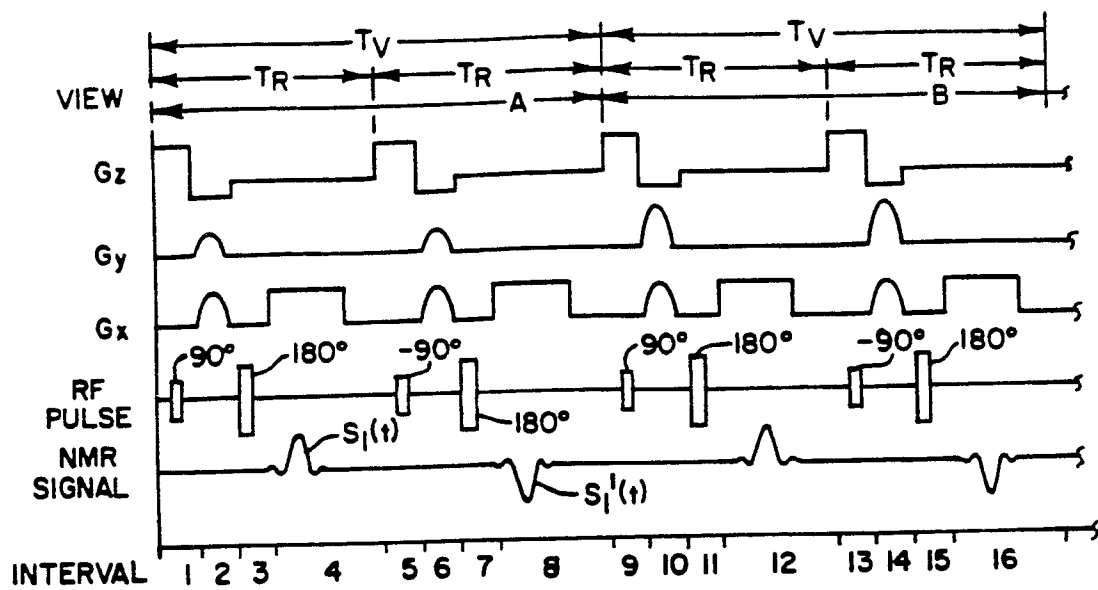 TV TV
TR TR TR TR
VIEW A B
Gz
Gy
Gx
90° 180° -90° 180° 90° 180° -90° 180°
RF
PULSE
NMR
SIGNAL
S1(t) S1'(t)
INTERVAL 1 2 3 4 5 6 7 8 9 10 11 12 13 14 15 16